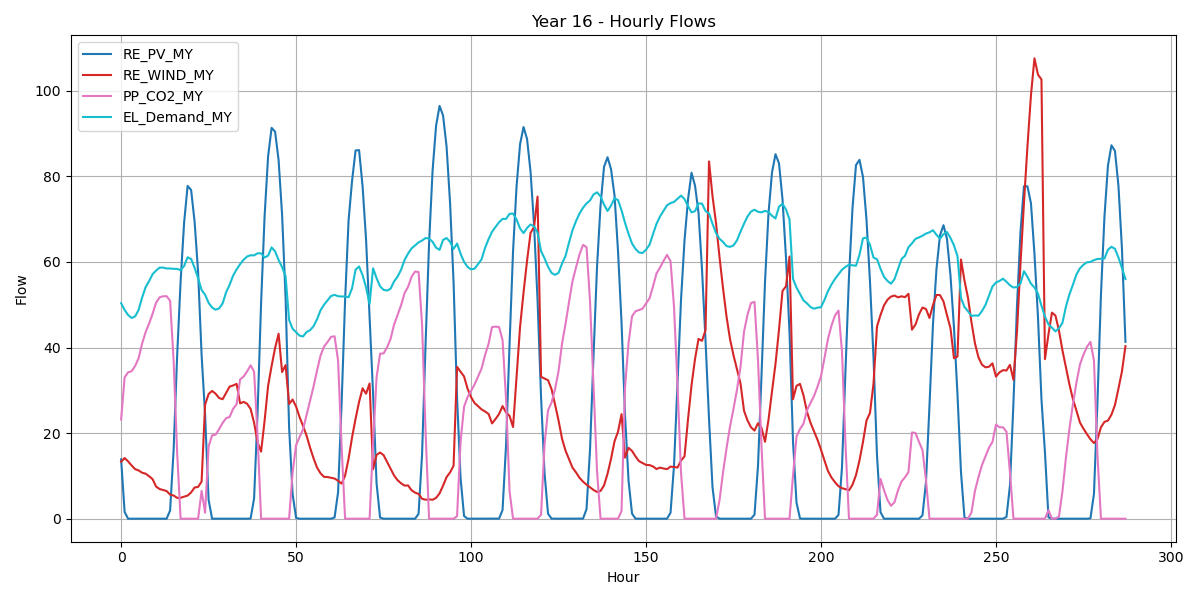 Year 16 - Hourly Flows
RE_PV_MY
RE_WIND_MY
PP_CO2_MY
EL_Demand_MY
Flow
100
80
60
40
20
0
0 50 100 150 200 250 300
Hour